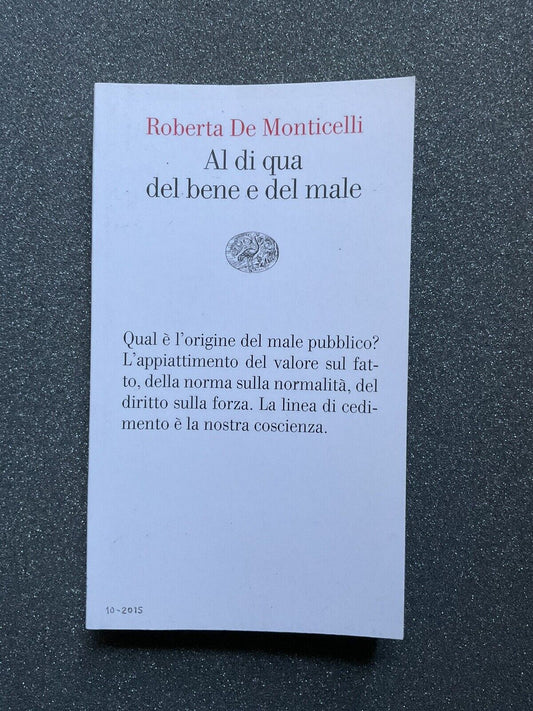 Roberta De Monticelli
Al di qua
del bene e del male
Qual è l'origine del male pubblico?
L'appiattimento del valore sul fat-
to, della norma sulla normalità, del
diritto sulla forza. La linea di cedi-
mento è la nostra coscienza.
10-2015